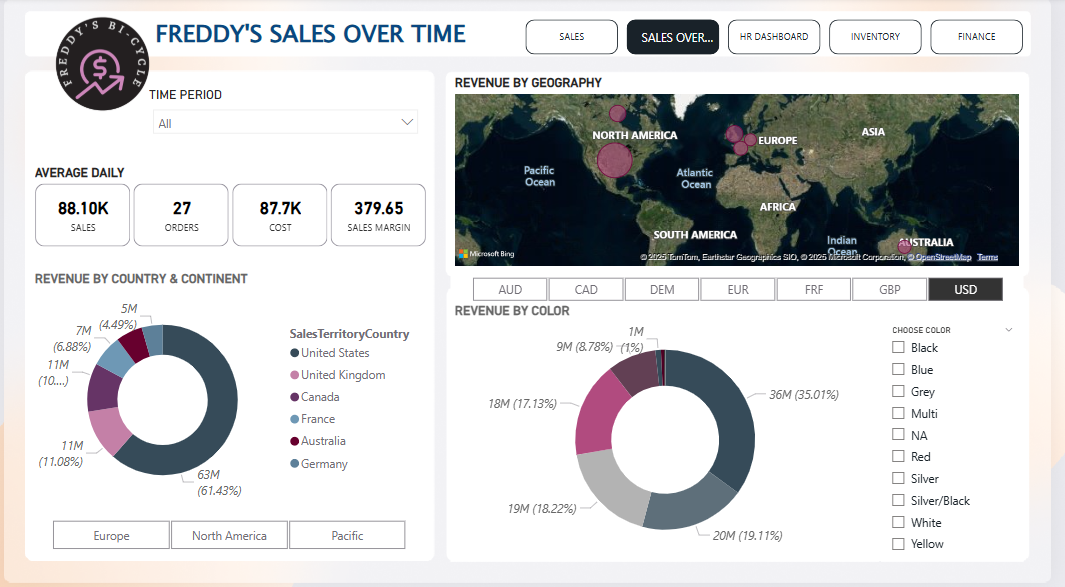 FREDDY'S BI-CYCLE
$
FREDDY'S SALES OVER TIME
SALES
SALES OVER...
HR DASHBOARD
INVENTORY
FINANCE
TIME PERIOD
All
AVERAGE DAILY
88.10K
SALES
27
ORDERS
87.7K
COST
379.65
SALES MARGIN
REVENUE BY COUNTRY & CONTINENT
5M
(4.49%)
7M
(6.88%)
11M
(10....)
11M
(11.08%)
63M
(61.43%)
SalesTerritoryCountry
United States
United Kingdom
Canada
France
Australia
Germany
Europe
North America
Pacific
REVENUE BY GEOGRAPHY
NORTH AMERICA
EUROPE
ASIA
Pacific
Ocean
Atlantic
Ocean
AFRICA
SOUTH AMERICA
Indian
Ocean
AUSTRALIA
Microsoft Bing
© 2025 TomTom, Earthstar Geographics SIO, © 2025 Microsoft Corporation, © OpenStreetMap Terms
AUD
CAD
DEM
EUR
FRF
GBP
USD
REVENUE BY COLOR
1M
(1%)
9M (8.78%)
36M (35.01%)
18M (17.13%)
19M (18.22%)
20M (19.11%)
CHOOSE COLOR
Black
Blue
Grey
Multi
NA
Red
Silver
Silver/Black
White
Yellow